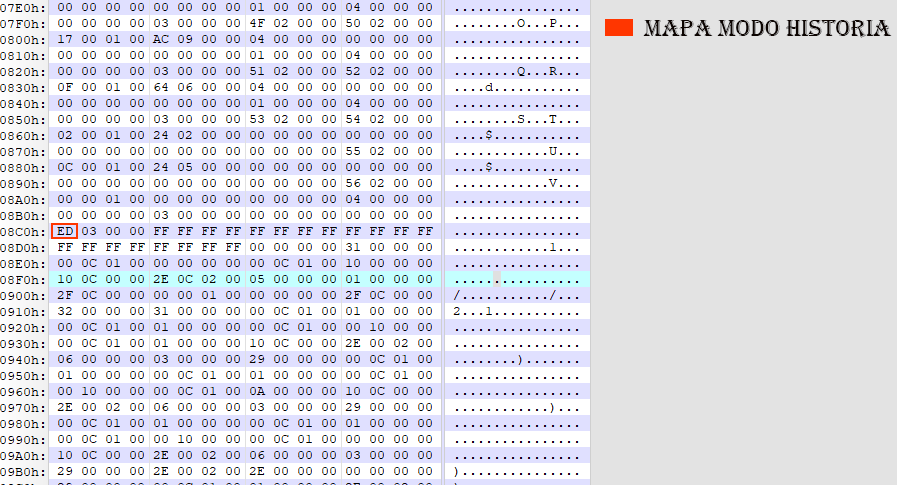 07E0h: 00 00 00 00 00 00 00 00 01 00 00 00 04 00 00 00 ................
07F0h: 00 00 00 00 03 00 00 00 4F 02 00 00 50 02 00 00 ........O...P... MAPA MODO HISTORIA
0800h: 17 00 01 00 AC 09 00 00 04 00 00 00 00 00 00 00 ................
0810h: 00 00 00 00 00 00 00 00 01 00 00 00 04 00 00 00 ................
0820h: 00 00 00 00 03 00 00 00 51 02 00 00 52 02 00 00 ........Q...R...
0830h: 0F 00 01 00 64 06 00 00 04 00 00 00 00 00 00 00 ....d...........
0840h: 00 00 00 00 00 00 00 00 01 00 00 00 04 00 00 00 ................
0850h: 00 00 00 00 03 00 00 00 53 02 00 00 54 02 00 00 ........S...T...
0860h: 02 00 01 00 24 02 00 00 00 00 00 00 00 00 00 00 ....$...........
0870h: 00 00 00 00 00 00 00 00 00 00 00 00 55 02 00 00 ............U...
0880h: 0C 00 01 00 24 05 00 00 00 00 00 00 00 00 00 00 ....$...........
0890h: 00 00 00 00 00 00 00 00 00 00 00 00 56 02 00 00 ............V...
08A0h: 00 00 01 00 00 00 00 00 00 00 00 00 04 00 00 00 ................
08B0h: 00 00 00 00 03 00 00 00 00 00 00 00 00 00 00 00 ................
08C0h: ED 03 00 00 FF FF FF FF FF FF FF FF FF FF FF FF ................
08D0h: FF FF FF FF FF FF FF FF 00 00 00 00 31 00 00 00 ............1...
08E0h: 00 0C 01 00 00 00 00 00 00 0C 01 00 10 00 00 00 ................
08F0h: 10 0C 00 00 2E 0C 02 00 05 00 00 00 01 00 00 00 ................
0900h: 2F 0C 00 00 00 00 01 00 00 00 00 00 2F 0C 00 00 /.........../...
0910h: 32 00 00 00 31 00 00 00 00 0C 01 00 01 00 00 00 2...1...........
0920h: 00 0C 01 00 01 00 00 00 00 0C 01 00 00 10 00 00 ................
0930h: 00 0C 01 00 01 00 00 00 10 0C 00 00 2E 00 02 00 ................
0940h: 06 00 00 00 03 00 00 00 29 00 00 00 00 0C 01 00 ........).......
0950h: 01 00 00 00 00 0C 01 00 01 00 00 00 00 0C 01 00 ................
0960h: 00 10 00 00 00 0C 01 00 0A 00 00 00 10 0C 00 00 ................
0970h: 2E 00 02 00 06 00 00 00 03 00 00 00 29 00 00 00 ............)...
0980h: 00 0C 01 00 01 00 00 00 00 0C 01 00 01 00 00 00 ................
0990h: 00 0C 01 00 00 10 00 00 00 0C 01 00 00 00 00 00 ................
09A0h: 10 0C 00 00 2E 00 02 00 06 00 00 00 03 00 00 00 ................
09B0h: 29 00 00 00 2E 00 02 00 2E 00 00 00 00 00 00 00 )...............